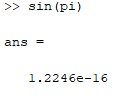 >> sin(pi)
ans =
1.2246e-16